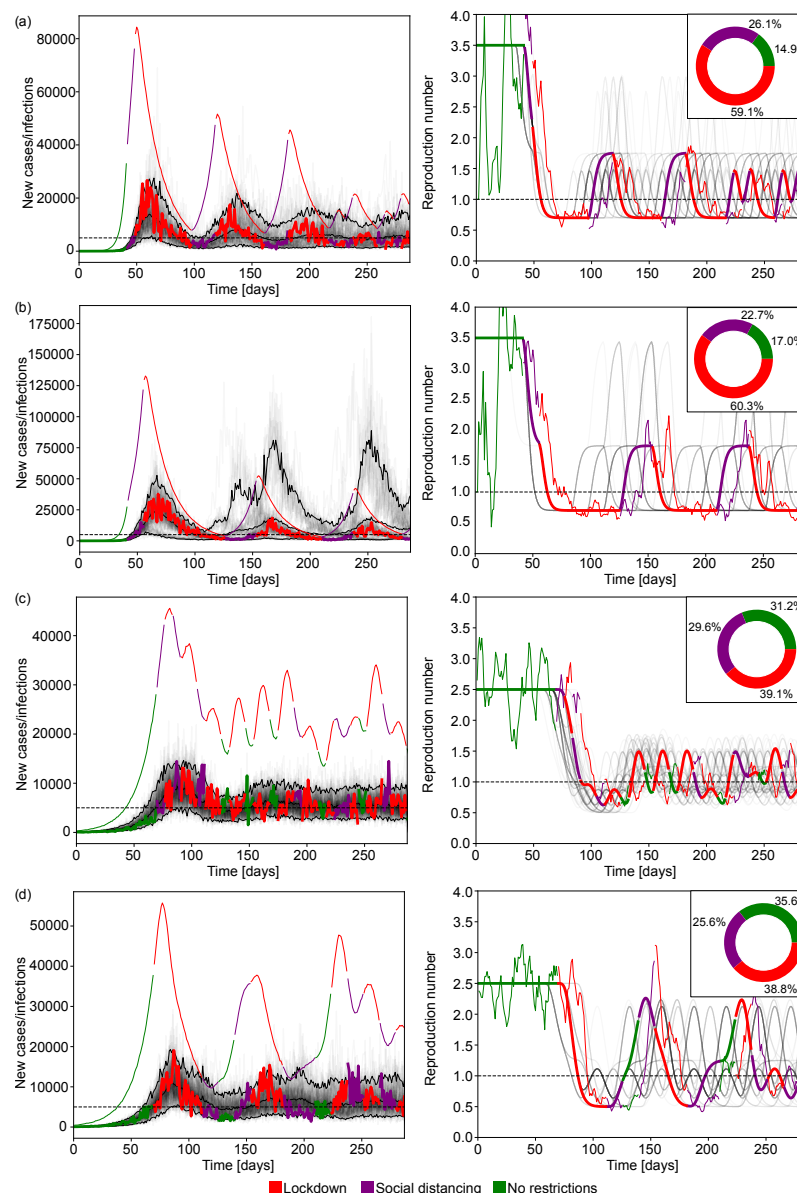 (a)
New cases/infections
80000
60000
40000
20000
0
0 50 100 150 200 250
Time [days]
Reproduction number
4.0
3.5
3.0
2.5
2.0
1.5
1.0
0.5
0.0
0 50 100 150 200 250
Time [days]
26.1%
14.9
59.1%
(b)
New cases/infections
175000
150000
125000
100000
75000
50000
25000
0
0 50 100 150 200 250
Time [days]
Reproduction number
4.0
3.5
3.0
2.5
2.0
1.5
1.0
0.5
0.0
0 50 100 150 200 250
Time [days]
22.7%
17.0%
60.3%
(c)
New cases/infections
40000
30000
20000
10000
0
0 50 100 150 200 250
Time [days]
Reproduction number
4.0
3.5
3.0
2.5
2.0
1.5
1.0
0.5
0.0
0 50 100 150 200 250
Time [days]
31.2%
29.6%
39.1%
(d)
New cases/infections
50000
40000
30000
20000
10000
0
0 50 100 150 200 250
Time [days]
Reproduction number
4.0
3.5
3.0
2.5
2.0
1.5
1.0
0.5
0.0
0 50 100 150 200 250
Time [days]
35.6
25.6%
38.8%
Lockdown Social distancing No restrictions